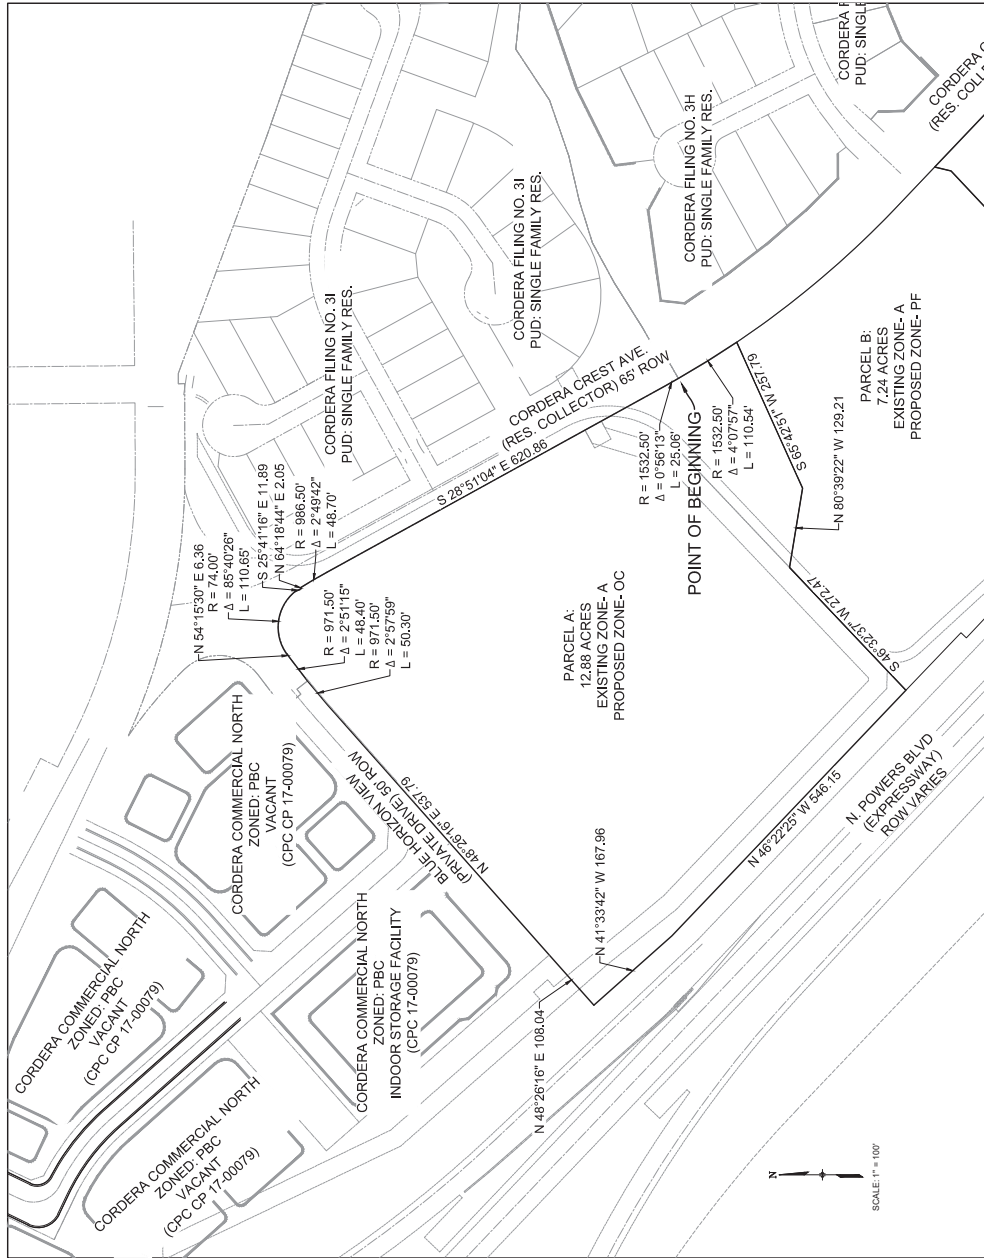 CORDERA F
PUD: SINGLE
CORDERA C
(RES. COLLE
CORDERA FILING NO. 3H
PUD: SINGLE FAMILY RES.
CORDERA FILING NO. 3I
PUD: SINGLE FAMILY RES.
CORDERA FILING NO. 3I
PUD: SINGLE FAMILY RES.
CORDERA CREST AVE.
(RES. COLLECTOR) 65' ROW
S 28°51'04" E 620.86
N 54°15'30" E 6.36
R = 74.00'
Δ = 85°40'26"
L = 110.65'
S 25°41'16" E 11.89
N 64°18'44" E 2.05
R = 986.50'
Δ = 2°49'42"
L = 48.70'
R = 971.50'
Δ = 2°51'15"
L = 48.40'
R = 971.50'
Δ = 2°57'59"
L = 50.30'
R = 1532.50'
Δ = 0°56'13"
L = 25.06'
POINT OF BEGINNING
R = 1532.50'
Δ = 4°07'57"
L = 110.54'
S 65°42'51" W 257.79
N 80°39'22" W 129.21
S 46°32'37" W 272.47
PARCEL B:
7.24 ACRES
EXISTING ZONE- A
PROPOSED ZONE- PF
PARCEL A:
12.88 ACRES
EXISTING ZONE- A
PROPOSED ZONE- OC
BLUE HORIZON VIEW
(PRIVATE DRIVE) 50' ROW
N 48°26'16" E 537.79
N 48°26'16" E 108.04
N 41°33'42" W 167.96
N 46°22'25" W 546.15
N. POWERS BLVD
(EXPRESSWAY)
ROW VARIES
CORDERA COMMERCIAL NORTH
ZONED: PBC
VACANT
(CPC CP 17-00079)
CORDERA COMMERCIAL NORTH
ZONED: PBC
INDOOR STORAGE FACILITY
(CPC 17-00079)
CORDERA COMMERCIAL NORTH
ZONED: PBC
VACANT
(CPC CP 17-00079)
CORDERA COMMERCIAL NORTH
ZONED: PBC
VACANT
(CPC CP 17-00079)
N
SCALE: 1" = 100'